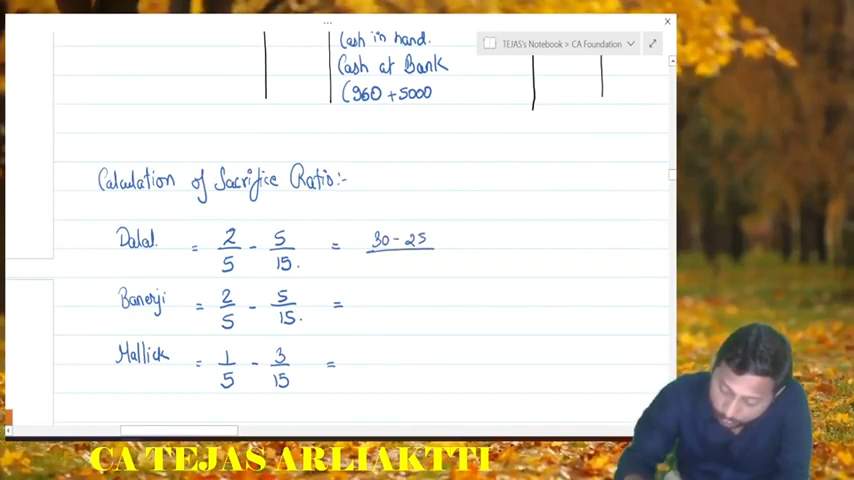 Cash in hand.
TEJAS's Notebook > CA Foundation
Cash at Bank
(960 + 5000
Calculation of Sacrifice Ratio:-
Dalal. = 2/5 - 5/15. = 30 - 25
Banerji = 2/5 - 5/15. =
Mallick = 1/5 - 3/15 =
CA TEJAS ARLIAKTTI